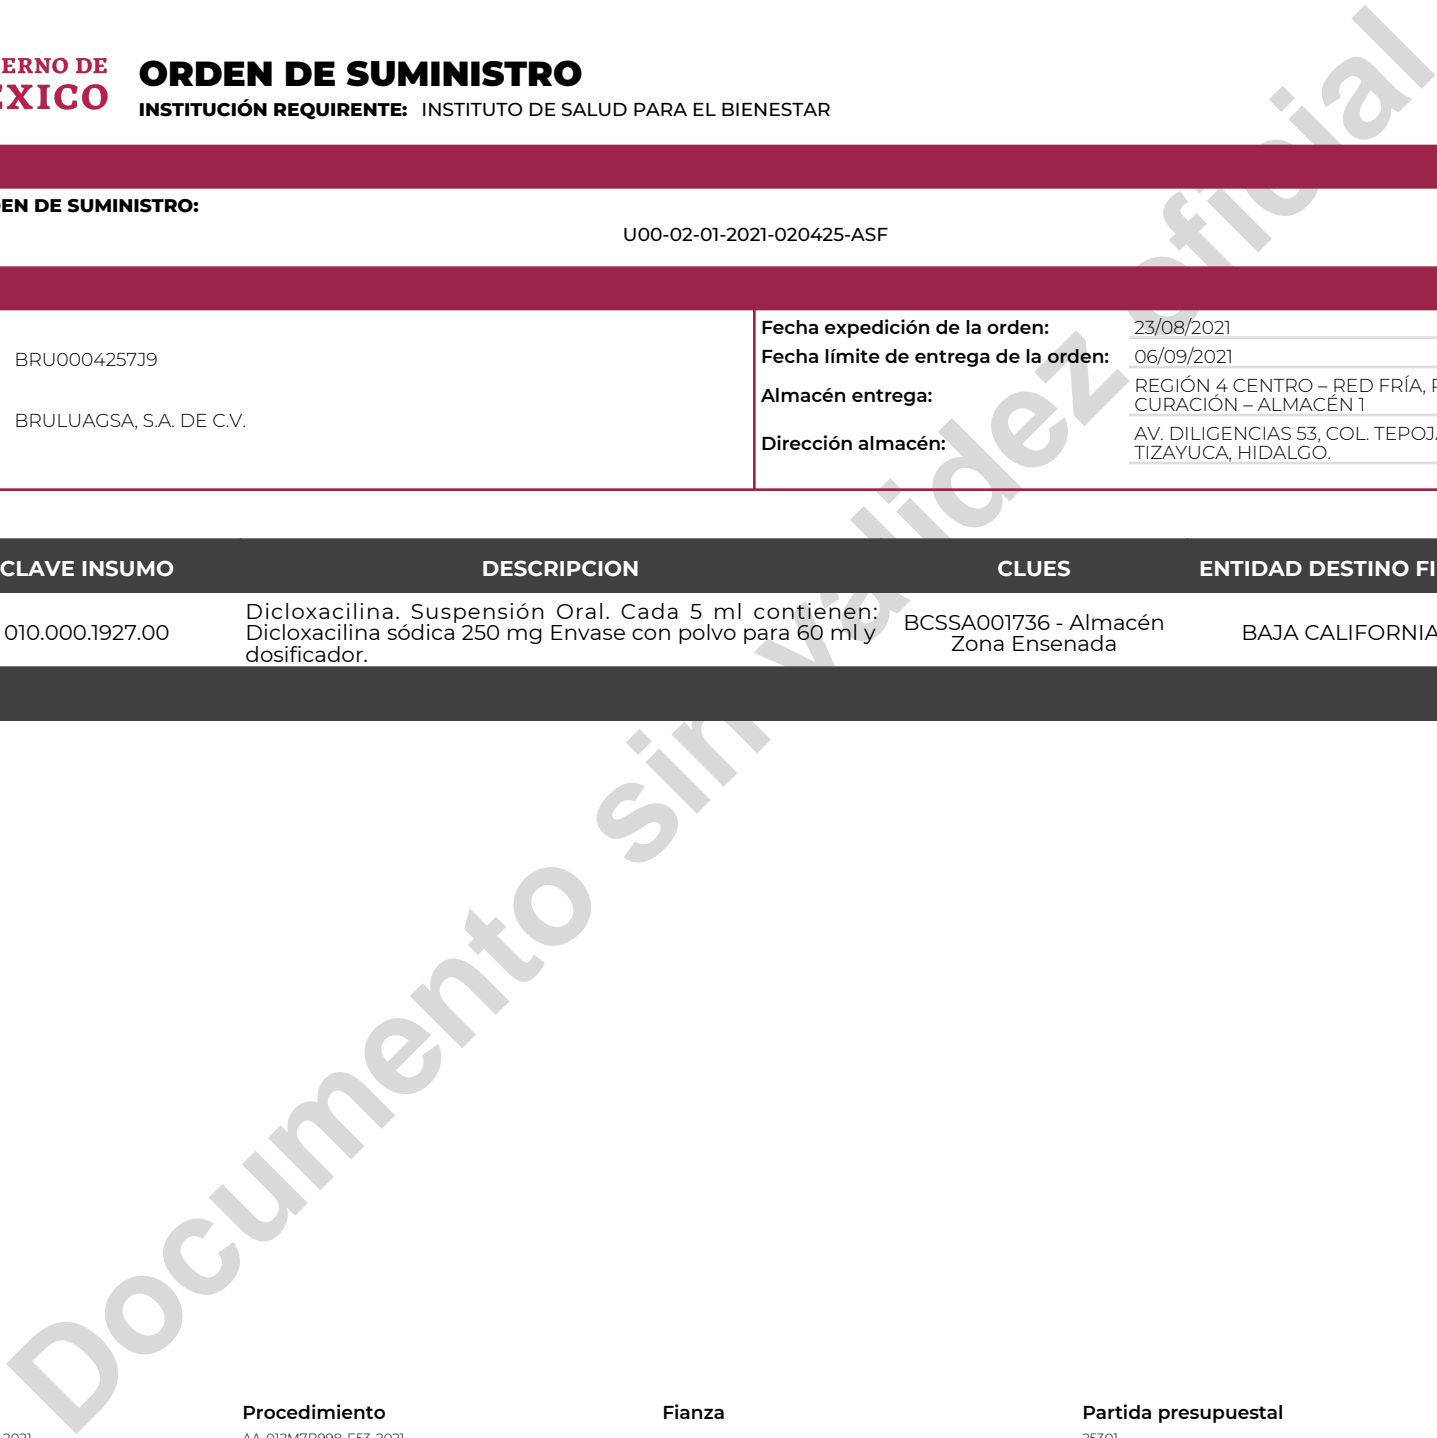 ERNO DE
EXICO
ORDEN DE SUMINISTRO
INSTITUCIÓN REQUIRENTE: INSTITUTO DE SALUD PARA EL BIENESTAR
EN DE SUMINISTRO:
U00-02-01-2021-020425-ASF
BRU0004257J9
BRULUAGSA, S.A. DE C.V.
Fecha expedición de la orden: 23/08/2021
Fecha límite de entrega de la orden: 06/09/2021
Almacén entrega: REGIÓN 4 CENTRO – RED FRÍA,
CURACIÓN – ALMACÉN 1
Dirección almacén: AV. DILIGENCIAS 53, COL. TEPOJ
TIZAYUCA, HIDALGO.
CLAVE INSUMO DESCRIPCION CLUES ENTIDAD DESTINO FI
010.000.1927.00
Dicloxacilina. Suspensión Oral. Cada 5 ml contienen:
Dicloxacilina sódica 250 mg Envase con polvo para 60 ml y
dosificador.
BCSSA001736 - Almacén
Zona Ensenada
BAJA CALIFORNIA
Documento sin validez oficial
Procedimiento Fianza Partida presupuestal